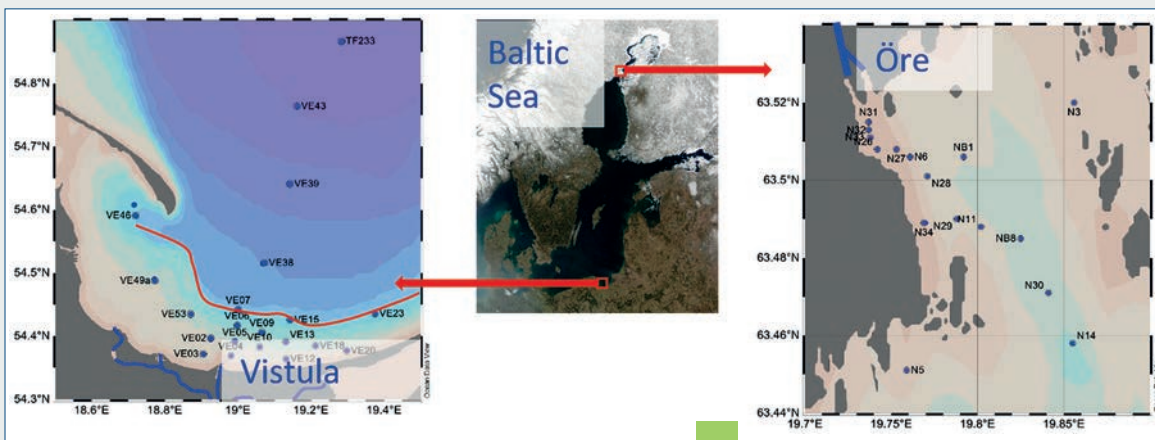 TF233
54.8°N
VE43
54.7°N
VE39
54.6°N
VE46
VE38
54.5°N
VE49a
VE07
VE53
VE06
VE15
VE23
VE09
54.4°N
VE02
VE05
VE10
VE13
VE04
VE18
VE20
VE03
VE12
Vistula
54.3°N
18.6°E
18.8°E
19°E
19.2°E
19.4°E
Ocean Data View
Baltic
Sea
Öre
63.52°N
N3
N31
N32
N26
N27
N6
NB1
63.5°N
N28
N11
N29
N34
NB8
63.48°N
N30
63.46°N
N14
N5
63.44°N
19.7°E
19.75°E
19.8°E
19.85°E